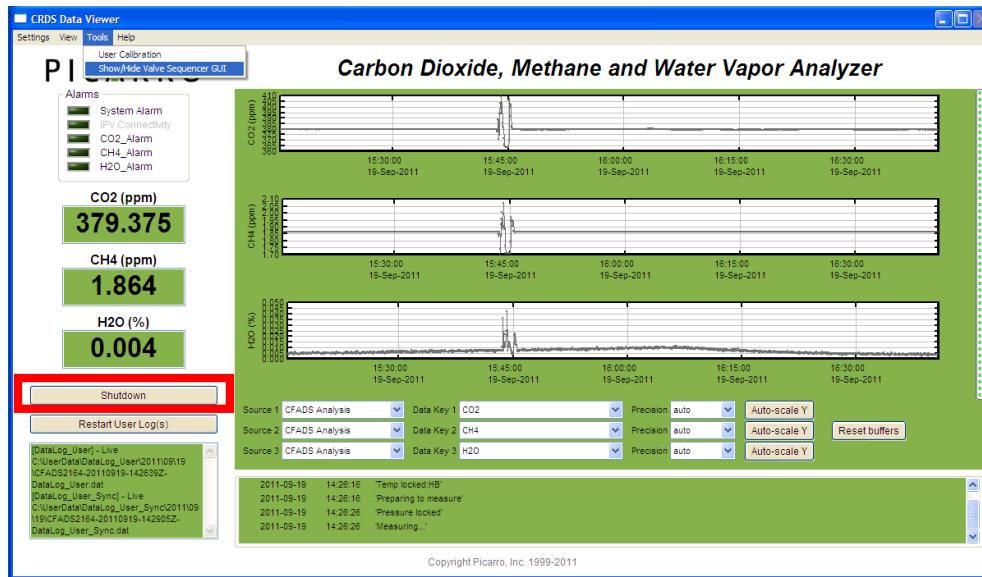 CRDS Data Viewer
Settings View Tools Help
User Calibration
Show/Hide Valve Sequencer GUI
Carbon Dioxide, Methane and Water Vapor Analyzer
Alarms
System Alarm
IPV Connectivity
CO2_Alarm
CH4_Alarm
H2O_Alarm
CO2 (ppm)
379.375
CH4 (ppm)
1.864
H2O (%)
0.004
Shutdown
Restart User Log(s)
[DataLog_User] - Live
C:\UserData\DataLog_User\2011\09\19
\CFADS2164-20110919-142639Z-
DataLog_User.dat
[DataLog_User_Sync] - Live
C:\UserData\DataLog_User_Sync\2011\09
\19\CFADS2164-20110919-142905Z-
DataLog_User_Sync.dat
CO2 (ppm)
410
360
15:30:00 15:45:00 16:00:00 16:15:00 16:30:00
19-Sep-2011 19-Sep-2011 19-Sep-2011 19-Sep-2011 19-Sep-2011
CH4 (ppm)
2.10
1.70
15:30:00 15:45:00 16:00:00 16:15:00 16:30:00
19-Sep-2011 19-Sep-2011 19-Sep-2011 19-Sep-2011 19-Sep-2011
H2O (%)
0.050
0.000
15:30:00 15:45:00 16:00:00 16:15:00 16:30:00
19-Sep-2011 19-Sep-2011 19-Sep-2011 19-Sep-2011 19-Sep-2011
Source 1 CFADS Analysis Data Key 1 CO2 Precision auto Auto-scale Y
Source 2 CFADS Analysis Data Key 2 CH4 Precision auto Auto-scale Y Reset buffers
Source 3 CFADS Analysis Data Key 3 H2O Precision auto Auto-scale Y
2011-09-19 14:26:16 'Temp locked:HB'
2011-09-19 14:26:16 'Preparing to measure'
2011-09-19 14:26:26 'Pressure locked'
2011-09-19 14:26:26 'Measuring...'
Copyright Picarro, Inc. 1999-2011